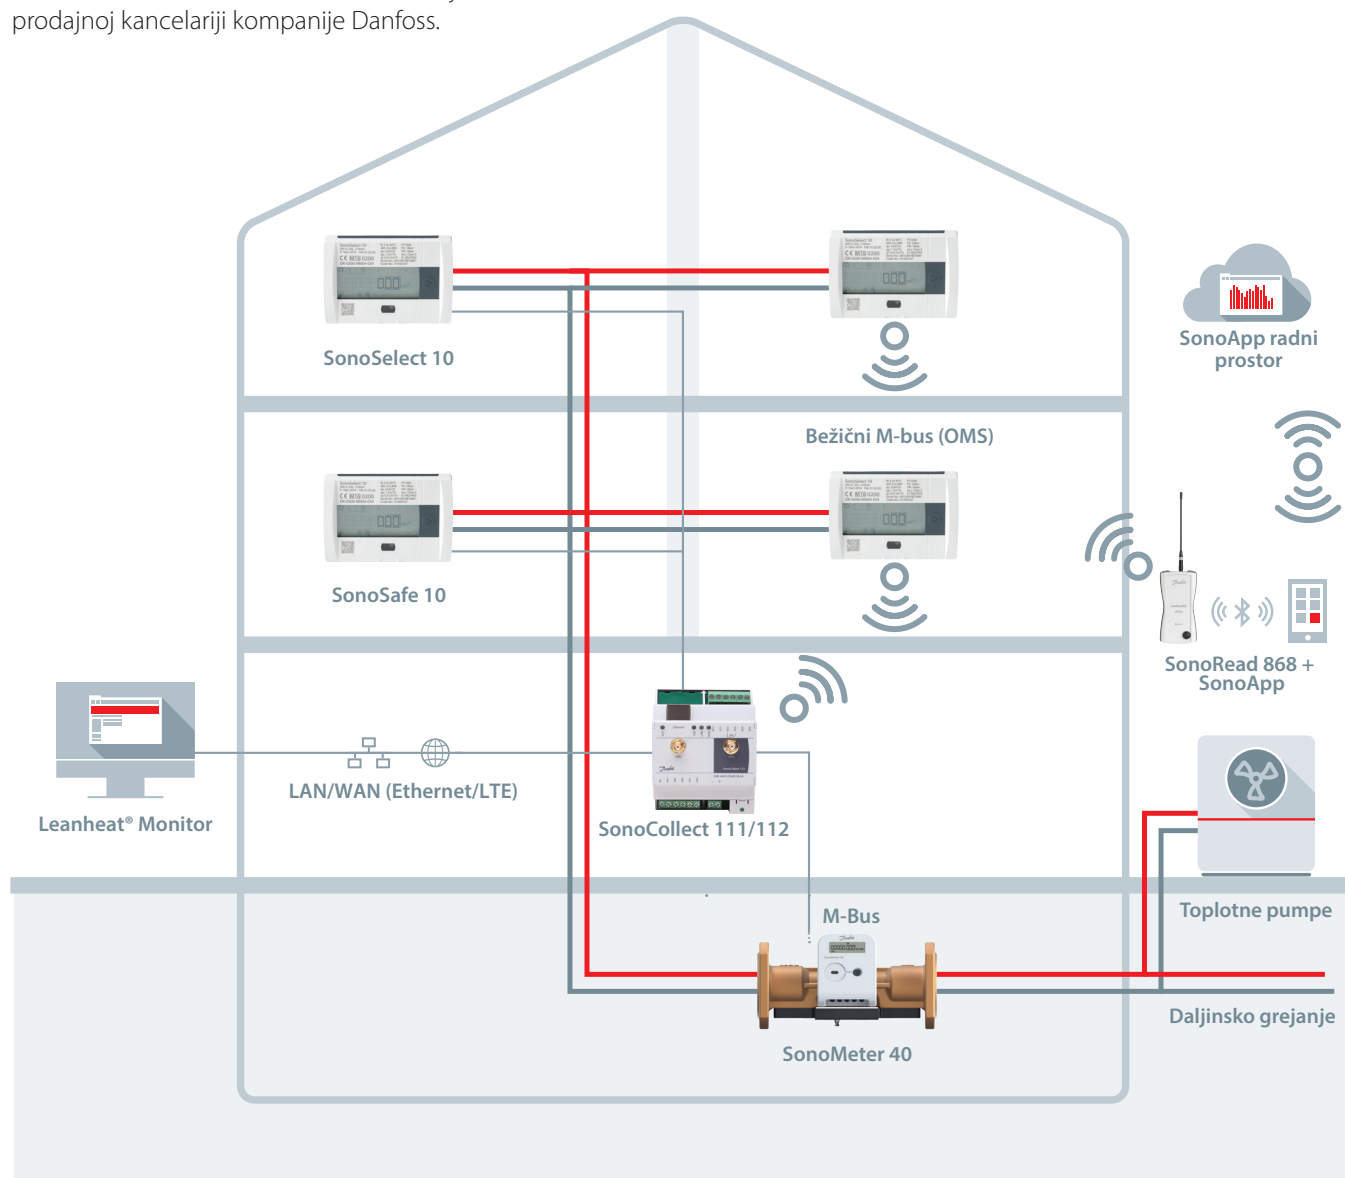 prodajnoj kancelariji kompanije Danfoss.
SonoSelect 10
SonoApp radni
prostor
Bežični M-bus (OMS)
SonoSafe 10
SonoRead 868 +
SonoApp
LAN/WAN (Ethernet/LTE)
Leanheat® Monitor
SonoCollect 111/112
M-Bus
Toplotne pumpe
Daljinsko grejanje
SonoMeter 40